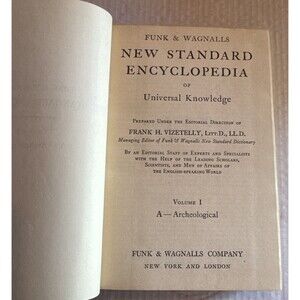 FUNK & WAGNALLS
NEW STANDARD
ENCYCLOPEDIA
OF
Universal Knowledge
Prepared Under the Editorial Direction of
FRANK H. VIZETELLY, Litt.D., LL.D.
Managing Editor of Funk & Wagnalls New Standard Dictionary
By an Editorial Staff of Experts and Specialists
with the Help of the Leading Scholars,
Scientists, and Men of Affairs of
the English-speaking World
Volume I
A—Archeological
FUNK & WAGNALLS COMPANY
NEW YORK AND LONDON